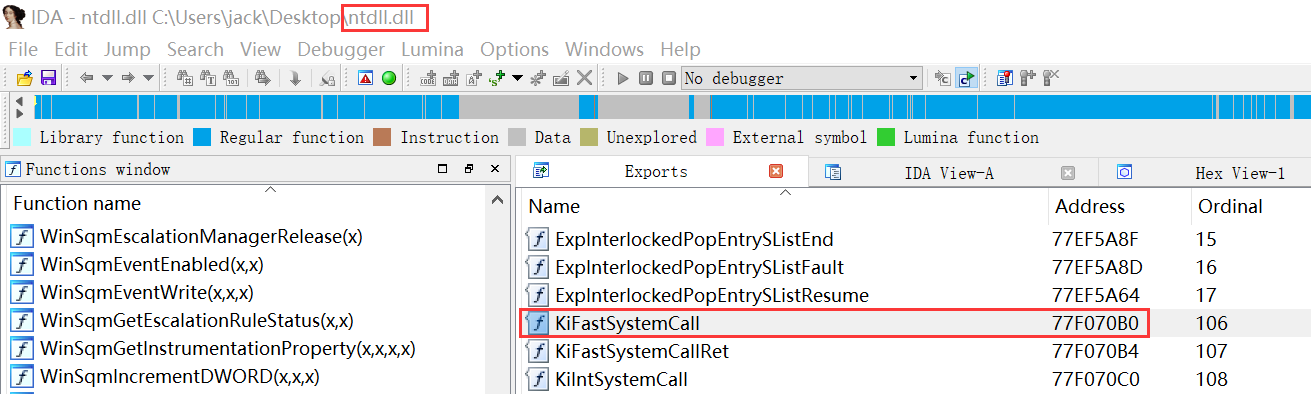 IDA - ntdll.dll C:\Users\jack\Desktop\ntdll.dll
File Edit Jump Search View Debugger Lumina Options Windows Help
No debugger
Library function Regular function Instruction Data Unexplored External symbol Lumina function
Functions window
Exports IDA View-A Hex View-1
Function name
WinSqmEscalationManagerRelease(x)
WinSqmEventEnabled(x,x)
WinSqmEventWrite(x,x,x)
WinSqmGetEscalationRuleStatus(x,x)
WinSqmGetInstrumentationProperty(x,x,x,x)
WinSqmIncrementDWORD(x,x,x)
Name Address Ordinal
ExpInterlockedPopEntrySListEnd 77EF5A8F 15
ExpInterlockedPopEntrySListFault 77EF5A8D 16
ExpInterlockedPopEntrySListResume 77EF5A64 17
KiFastSystemCall 77F070B0 106
KiFastSystemCallRet 77F070B4 107
KiIntSystemCall 77F070C0 108